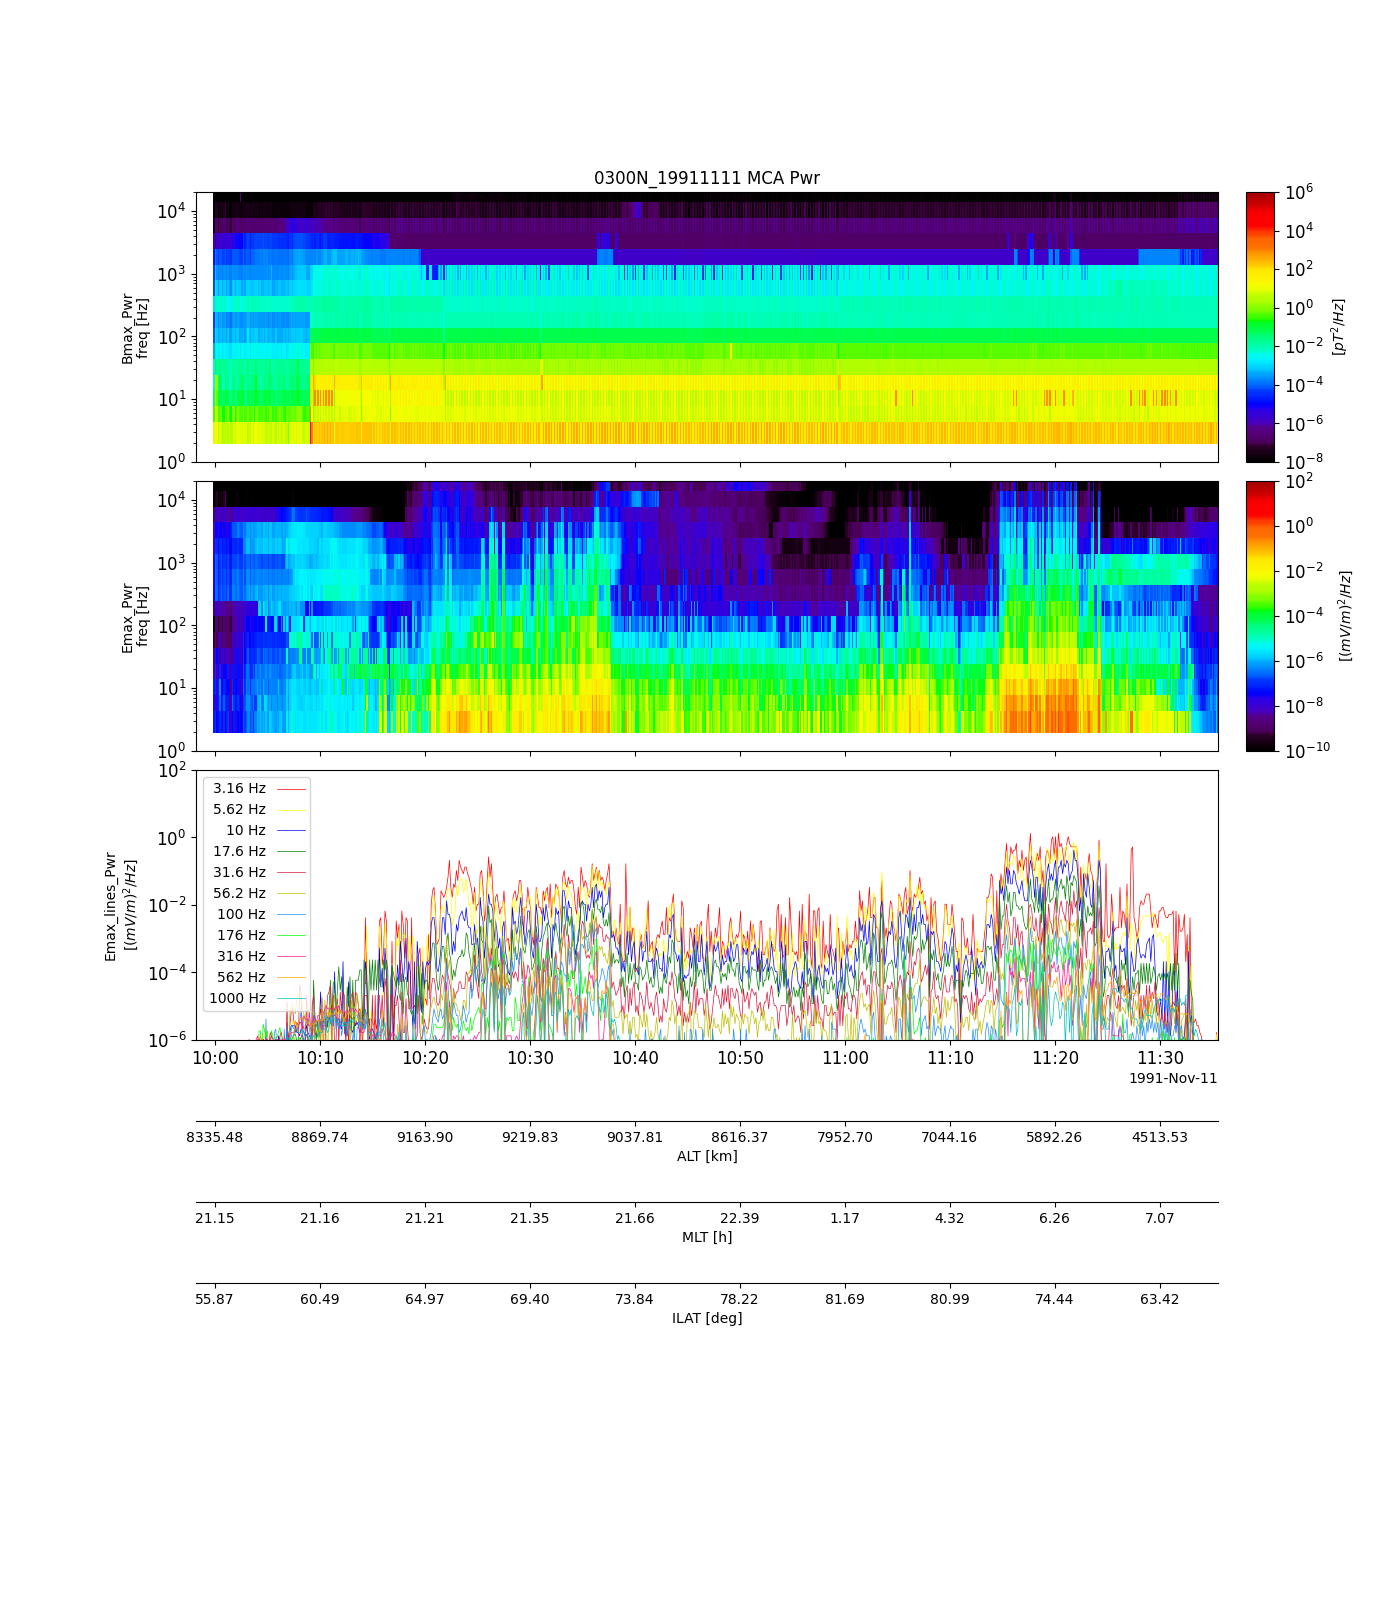 0300N_19911111 MCA Pwr
10^4
10^3
10^2
10^1
10^0
Bmax_Pwr
freq [Hz]
10^6
10^4
10^2
10^0
10^−2
10^−4
10^−6
10^−8
[pT^2/Hz]
10^4
10^3
10^2
10^1
10^0
Emax_Pwr
freq [Hz]
10^2
10^0
10^−2
10^−4
10^−6
10^−8
10^−10
[(mV/m)^2/Hz]
10^2
10^0
10^−2
10^−4
10^−6
Emax_lines_Pwr
[(mV/m)^2/Hz]
3.16 Hz
5.62 Hz
10 Hz
17.6 Hz
31.6 Hz
56.2 Hz
100 Hz
176 Hz
316 Hz
562 Hz
1000 Hz
10:00 10:10 10:20 10:30 10:40 10:50 11:00 11:10 11:20 11:30
1991-Nov-11
8335.48 8869.74 9163.90 9219.83 9037.81 8616.37 7952.70 7044.16 5892.26 4513.53
ALT [km]
21.15 21.16 21.21 21.35 21.66 22.39 1.17 4.32 6.26 7.07
MLT [h]
55.87 60.49 64.97 69.40 73.84 78.22 81.69 80.99 74.44 63.42
ILAT [deg]